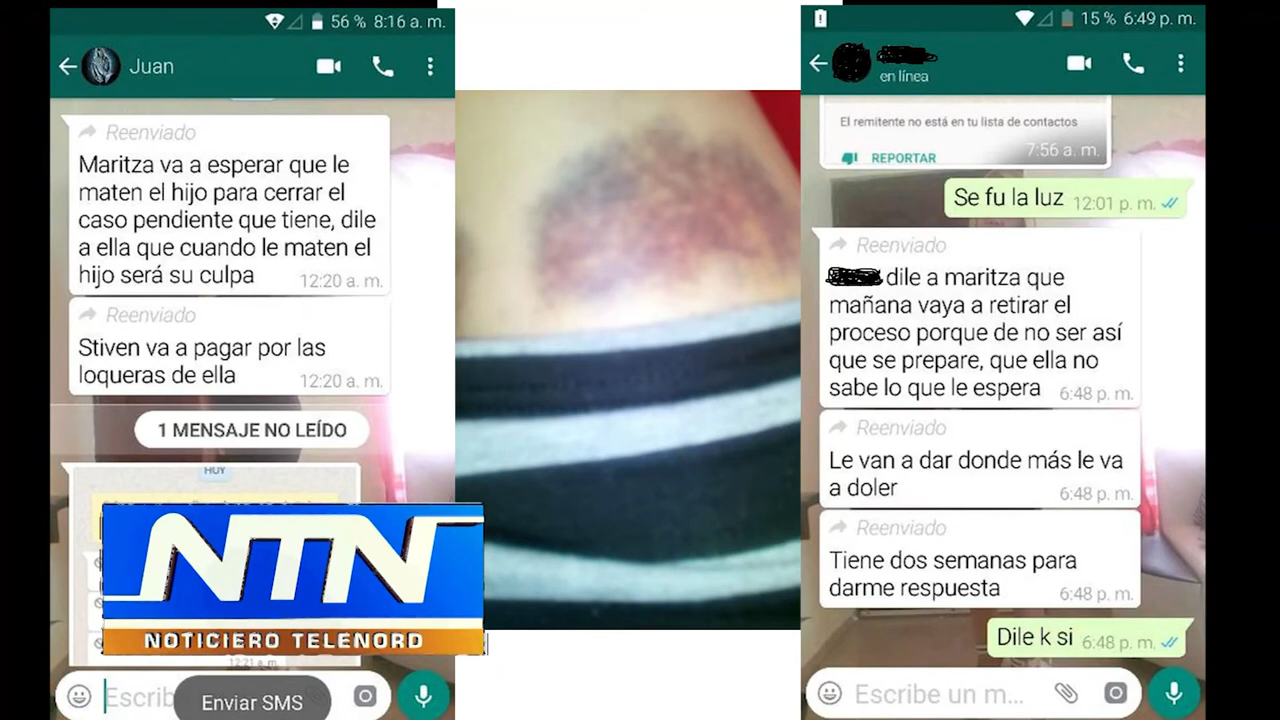 56 % 8:16 a. m.
Juan
Reenviado
Maritza va a esperar que le
maten el hijo para cerrar el
caso pendiente que tiene, dile
a ella que cuando le maten el
hijo será su culpa
12:20 a. m.
Reenviado
Stiven va a pagar por las
loqueras de ella
12:20 a. m.
1 MENSAJE NO LEÍDO
HOY
12:21 a. m.
Escrib
Enviar SMS
NTN
NOTICIERO TELENORD
15 % 6:49 p. m.
en línea
El remitente no está en tu lista de contactos
7:56 a. m.
REPORTAR
Se fu la luz 12:01 p. m.
Reenviado
dile a maritza que
mañana vaya a retirar el
proceso porque de no ser así
que se prepare, que ella no
sabe lo que le espera 6:48 p. m.
Reenviado
Le van a dar donde más le va
a doler 6:48 p. m.
Reenviado
Tiene dos semanas para
darme respuesta 6:48 p. m.
Dile k si 6:48 p. m.
Escribe un m...